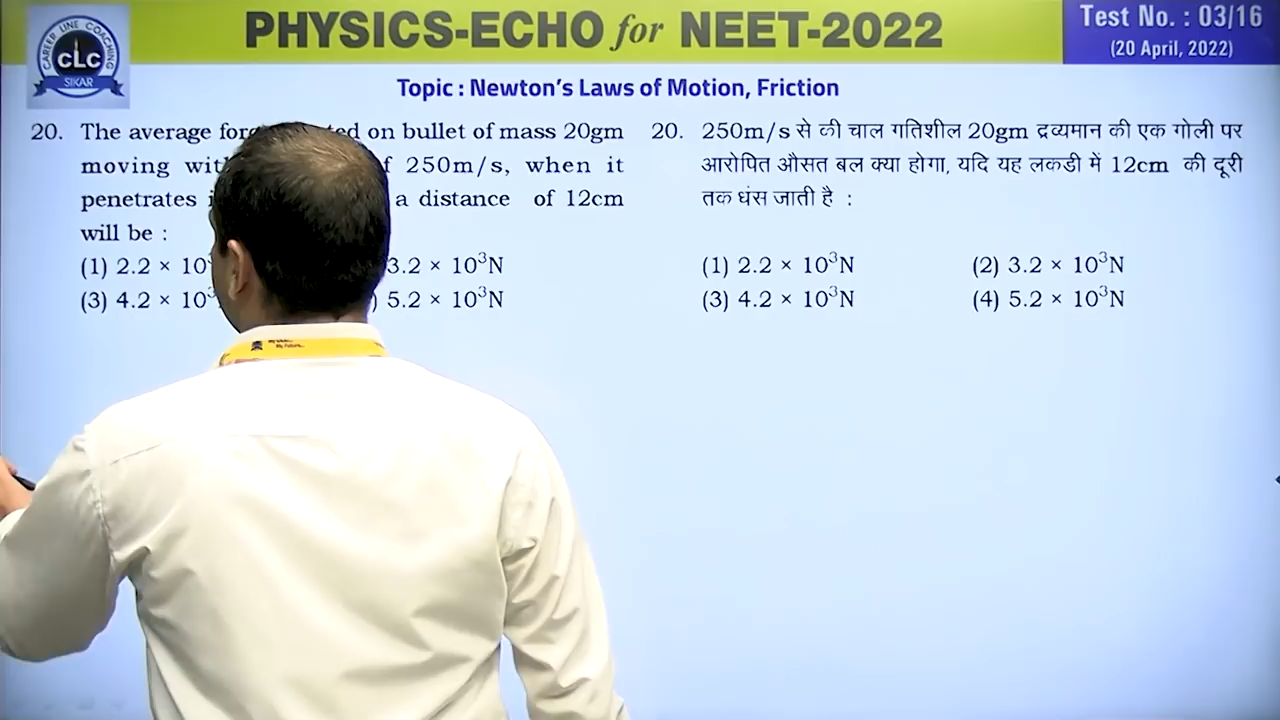 PHYSICS-ECHO for NEET-2022
Test No. : 03/16
(20 April, 2022)
CAREER LINE COACHING
CLC
SIKAR
Topic : Newton's Laws of Motion, Friction
20. The average ted on bullet of mass 20gm
moving 250m/s, when it
penetrates a distance of 12cm
will be :
(1) 2.2 × 10 3.2 × 10³N
(3) 4.2 × 10³ 5.2 × 10³N
20. 250m/s से की चाल गतिशील 20gm द्रव्यमान की एक गोली पर
आरोपित औसत बल क्या होगा, यदि यह लकडी में 12cm की दूरी
तक धंस जाती है :
(1) 2.2 × 10³N (2) 3.2 × 10³N
(3) 4.2 × 10³N (4) 5.2 × 10³N